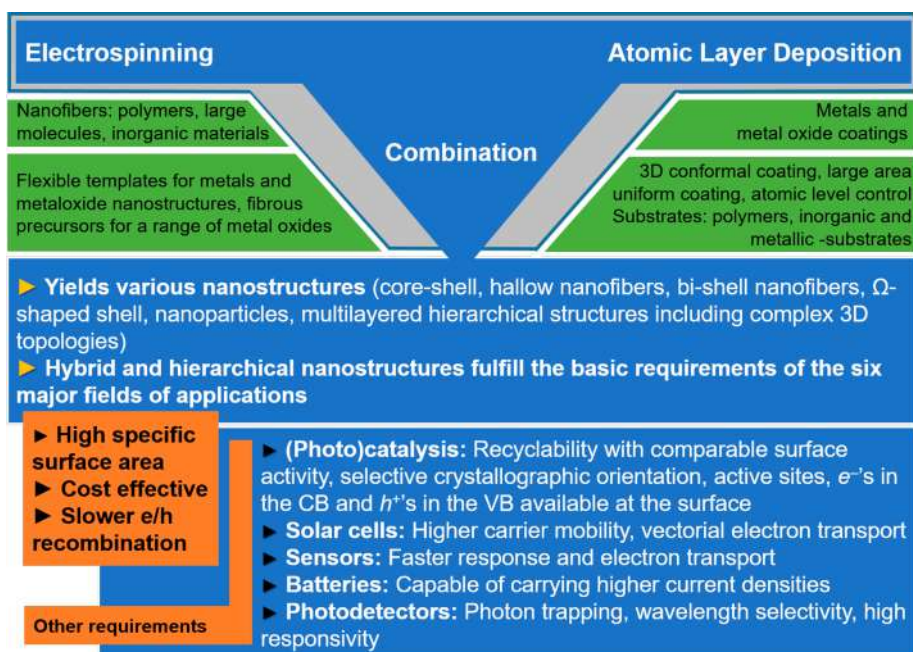 Electrospinning
Atomic Layer Deposition
Nanofibers: polymers, large
molecules, inorganic materials
Flexible templates for metals and
metaloxide nanostructures, fibrous
precursors for a range of metal oxides
Combination
Metals and
metal oxide coatings
3D conformal coating, large area
uniform coating, atomic level control
Substrates: polymers, inorganic and
metallic -substrates
► Yields various nanostructures (core-shell, hallow nanofibers, bi-shell nanofibers, Ω-
shaped shell, nanoparticles, multilayered hierarchical structures including complex 3D
topologies)
► Hybrid and hierarchical nanostructures fulfill the basic requirements of the six
major fields of applications
► High specific
surface area
► Cost effective
► Slower e/h
recombination
Other requirements
► (Photo)catalysis: Recyclability with comparable surface
activity, selective crystallographic orientation, active sites, e⁻'s in
the CB and h⁺'s in the VB available at the surface
► Solar cells: Higher carrier mobility, vectorial electron transport
► Sensors: Faster response and electron transport
► Batteries: Capable of carrying higher current densities
► Photodetectors: Photon trapping, wavelength selectivity, high
responsivity